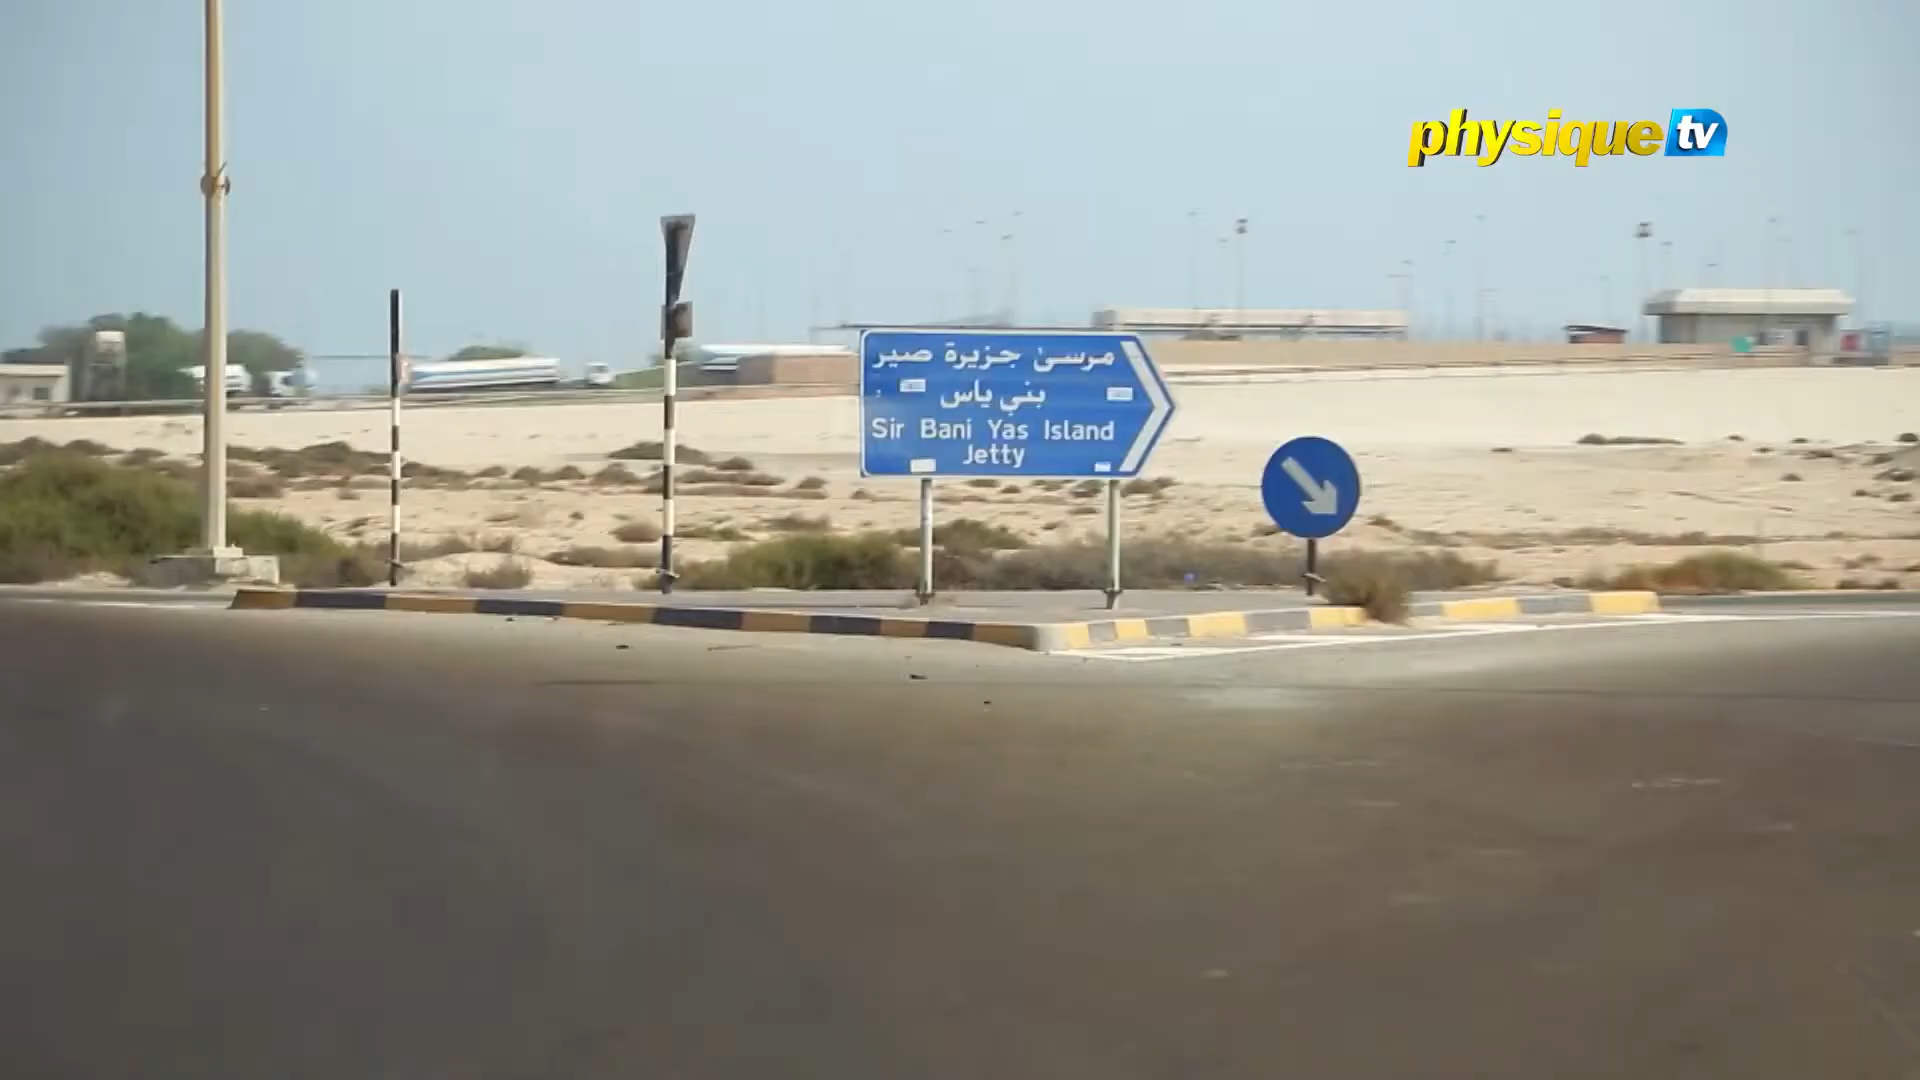 physique tv
مرسى جزيرة صير
بني ياس
Sir Bani Yas Island
Jetty